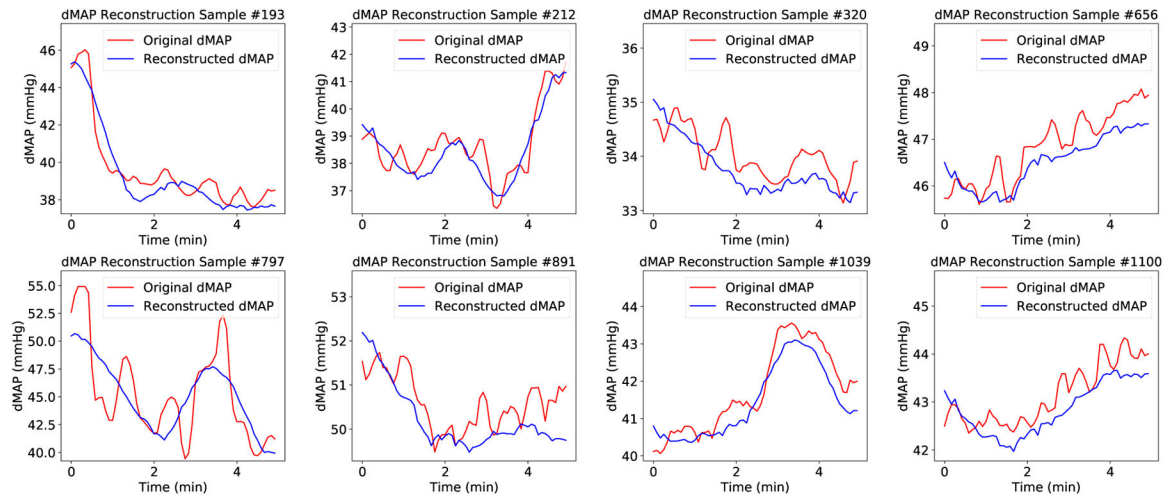 dMAP Reconstruction Sample #193
dMAP (mmHg)
46
44
42
40
38
Original dMAP
Reconstructed dMAP
0
2
4
Time (min)
dMAP Reconstruction Sample #212
dMAP (mmHg)
42
41
40
39
38
37
36
Original dMAP
Reconstructed dMAP
0
2
4
Time (min)
dMAP Reconstruction Sample #320
dMAP (mmHg)
36
35
34
33
Original dMAP
Reconstructed dMAP
0
2
4
Time (min)
dMAP Reconstruction Sample #656
dMAP (mmHg)
49
48
47
46
Original dMAP
Reconstructed dMAP
0
2
4
Time (min)
dMAP Reconstruction Sample #797
dMAP (mmHg)
55.0
52.5
50.0
47.5
45.0
42.5
40.0
Original dMAP
Reconstructed dMAP
0
2
4
Time (min)
dMAP Reconstruction Sample #891
dMAP (mmHg)
53
52
51
50
Original dMAP
Reconstructed dMAP
0
2
4
Time (min)
dMAP Reconstruction Sample #1039
dMAP (mmHg)
44
43
42
41
40
Original dMAP
Reconstructed dMAP
0
2
4
Time (min)
dMAP Reconstruction Sample #1100
dMAP (mmHg)
45
44
43
42
Original dMAP
Reconstructed dMAP
0
2
4
Time (min)